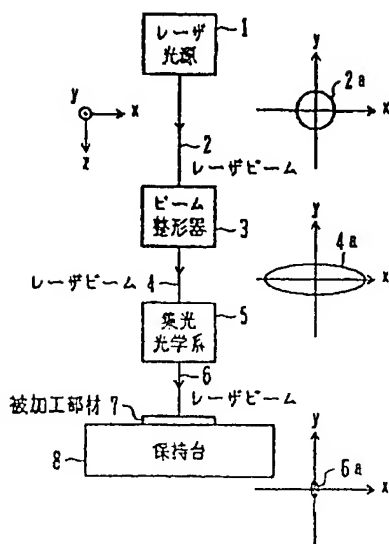 レーザ
光源
1
y
x
z
y
2a
x
2
レーザビーム
ビーム
整形器
3
y
4a
x
レーザビーム 4
集光
光学系
5
6
レーザビーム
被加工部材 7
8
保持台
y
6a
x